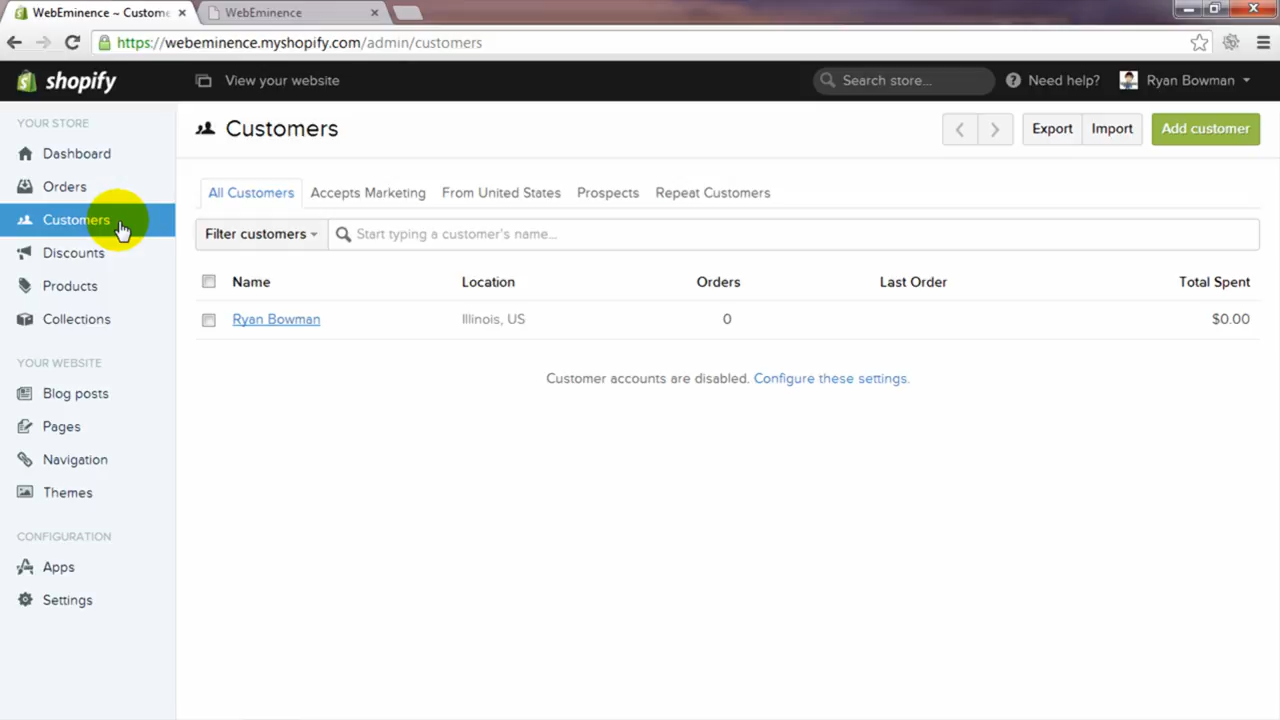 WebEminence ~ Custome
WebEminence
https://webeminence.myshopify.com/admin/customers
shopify
View your website
Search store...
Need help?
Ryan Bowman
YOUR STORE
Dashboard
Orders
Customers
Discounts
Products
Collections
YOUR WEBSITE
Blog posts
Pages
Navigation
Themes
CONFIGURATION
Apps
Settings
Customers
Export
Import
Add customer
All Customers
Accepts Marketing
From United States
Prospects
Repeat Customers
Filter customers
Start typing a customer's name...
Name Location Orders Last Order Total Spent
Ryan Bowman Illinois, US 0 $0.00
Customer accounts are disabled. Configure these settings.